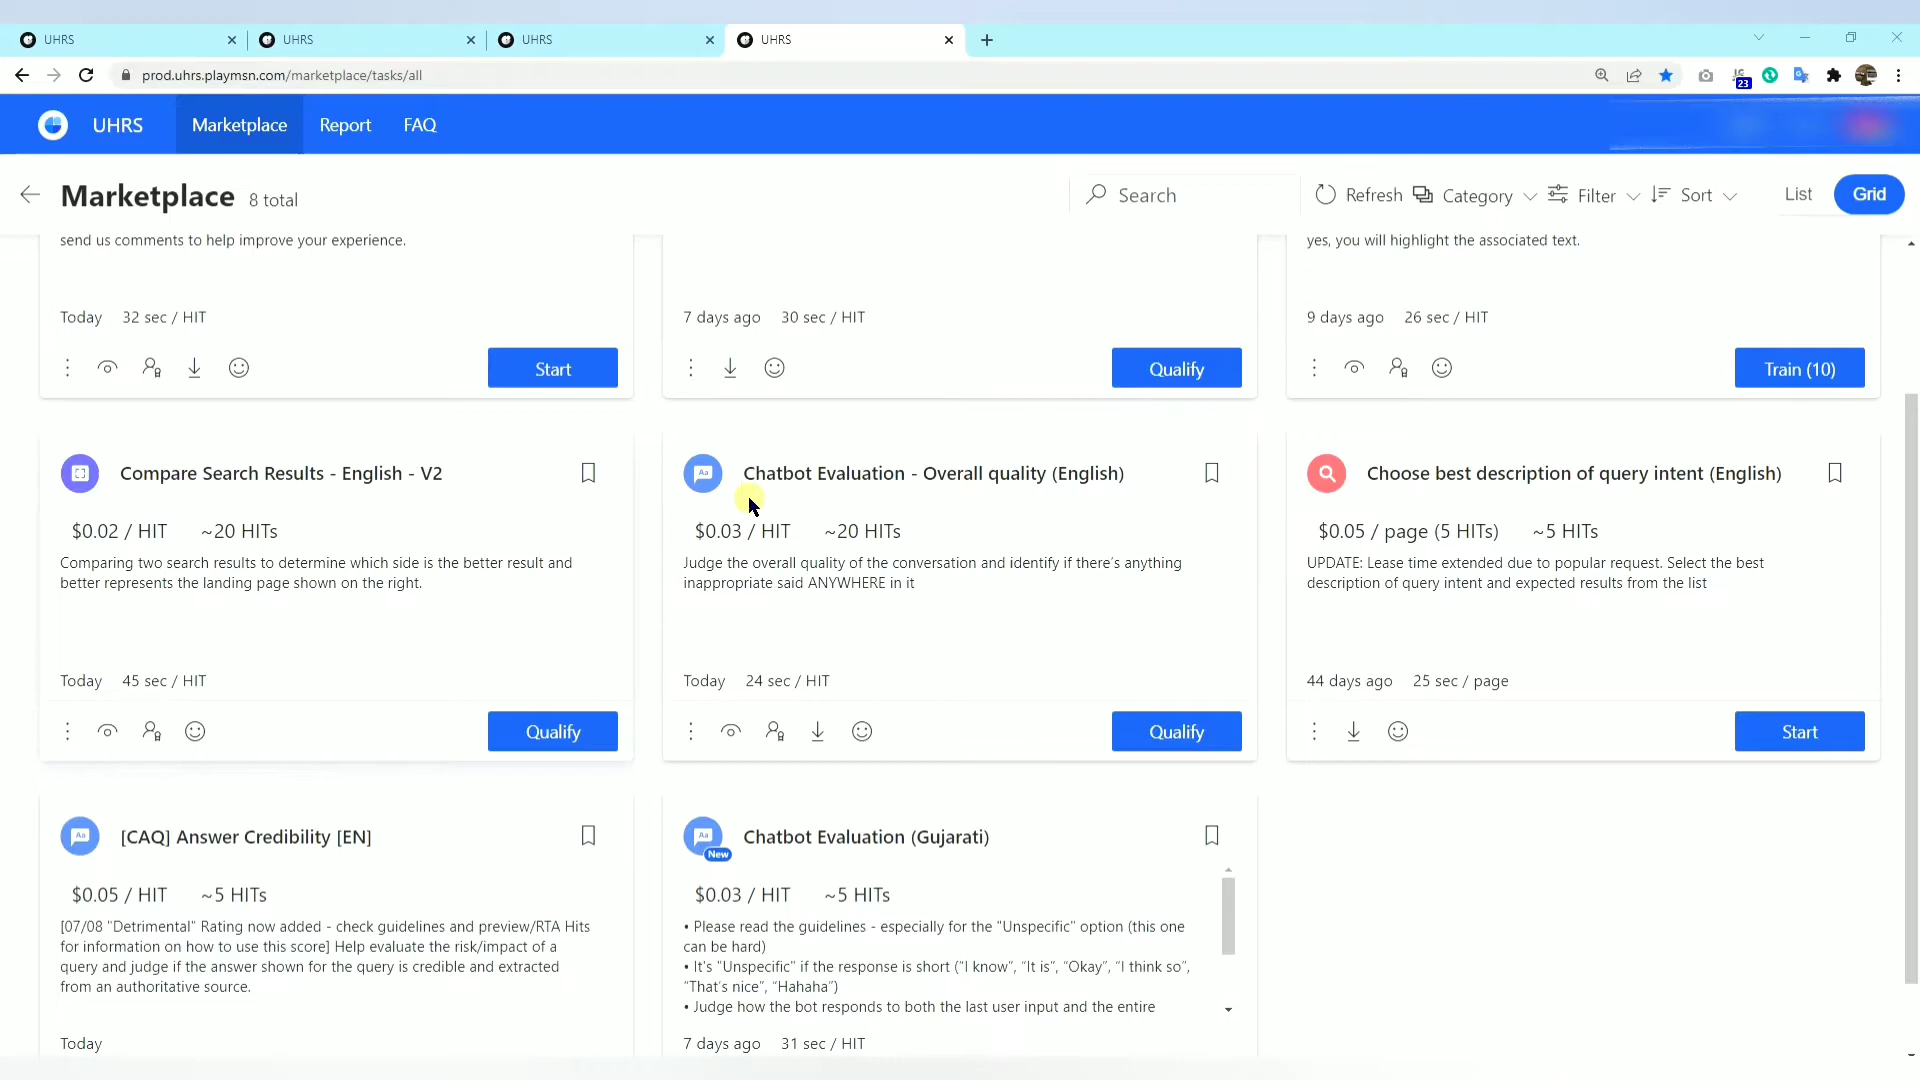 UHRS
UHRS
UHRS
UHRS
prod.uhrs.playmsn.com/marketplace/tasks/all
23
UHRS Marketplace Report FAQ
Marketplace 8 total
Search
Refresh Category Filter Sort List Grid
send us comments to help improve your experience.
Today 32 sec / HIT
Start
7 days ago 30 sec / HIT
Qualify
yes, you will highlight the associated text.
9 days ago 26 sec / HIT
Train (10)
Compare Search Results - English - V2
$0.02 / HIT ~20 HITs
Comparing two search results to determine which side is the better result and
better represents the landing page shown on the right.
Today 45 sec / HIT
Qualify
Chatbot Evaluation - Overall quality (English)
$0.03 / HIT ~20 HITs
Judge the overall quality of the conversation and identify if there's anything
inappropriate said ANYWHERE in it
Today 24 sec / HIT
Qualify
Choose best description of query intent (English)
$0.05 / page (5 HITs) ~5 HITs
UPDATE: Lease time extended due to popular request. Select the best
description of query intent and expected results from the list
44 days ago 25 sec / page
Start
[CAQ] Answer Credibility [EN]
$0.05 / HIT ~5 HITs
[07/08 "Detrimental" Rating now added - check guidelines and preview/RTA Hits
for information on how to use this score] Help evaluate the risk/impact of a
query and judge if the answer shown for the query is credible and extracted
from an authoritative source.
Today
New
Chatbot Evaluation (Gujarati)
$0.03 / HIT ~5 HITs
• Please read the guidelines - especially for the "Unspecific" option (this one
can be hard)
• It's "Unspecific" if the response is short ("I know", "It is", "Okay", "I think so",
"That's nice", "Hahaha")
• Judge how the bot responds to both the last user input and the entire
7 days ago 31 sec / HIT